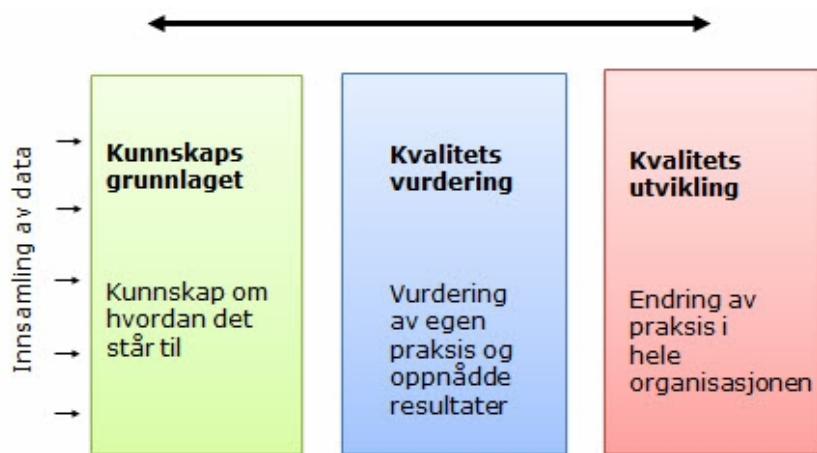 Innsamling av data
Kunnskaps
grunnlaget
Kunnskap om
hvordan det
står til
Kvalitets
vurdering
Vurdering
av egen
praksis og
oppnådde
resultater
Kvalitets
utvikling
Endring av
praksis i
hele
organisasjonen